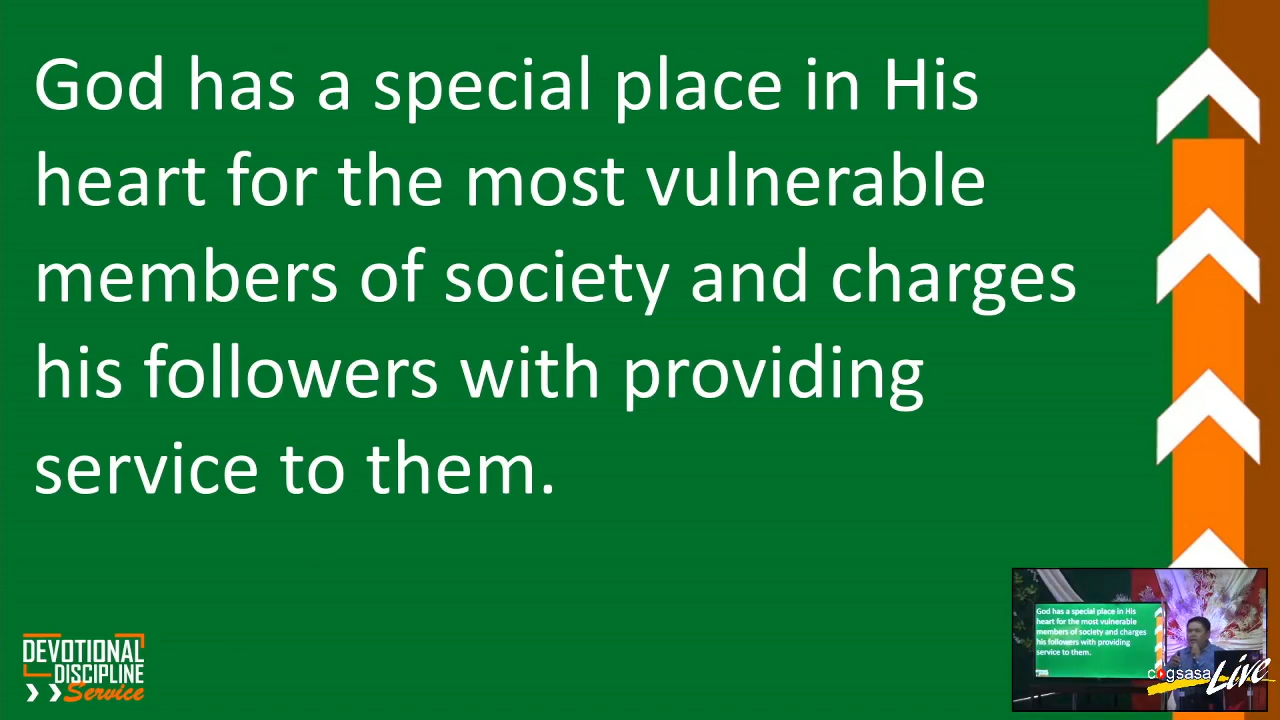 God has a special place in His
heart for the most vulnerable
members of society and charges
his followers with providing
service to them.
DEVOTIONAL
DISCIPLINE
Service
God has a special place in His
heart for the most vulnerable
members of society and charges
his followers with providing
service to them.
cogsasa Live